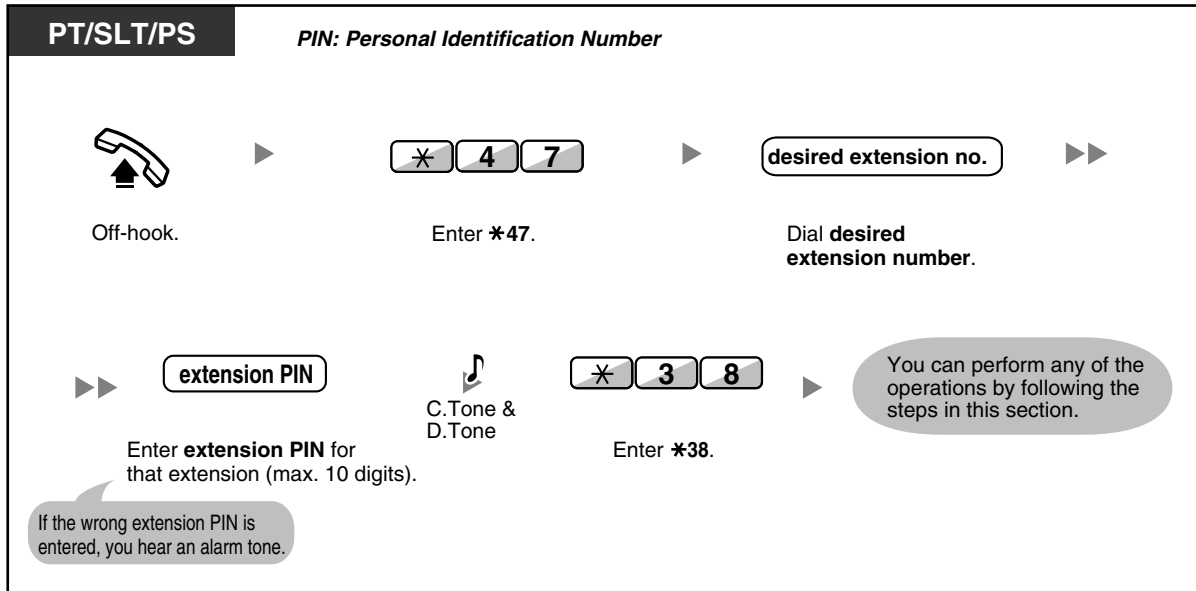 PT/SLT/PS
PIN: Personal Identification Number
* 4 7
desired extension no.
Off-hook.
Enter *47.
Dial desired
extension number.
extension PIN
C.Tone &
D.Tone
* 3 8
You can perform any of the
operations by following the
steps in this section.
Enter extension PIN for
that extension (max. 10 digits).
Enter *38.
If the wrong extension PIN is
entered, you hear an alarm tone.